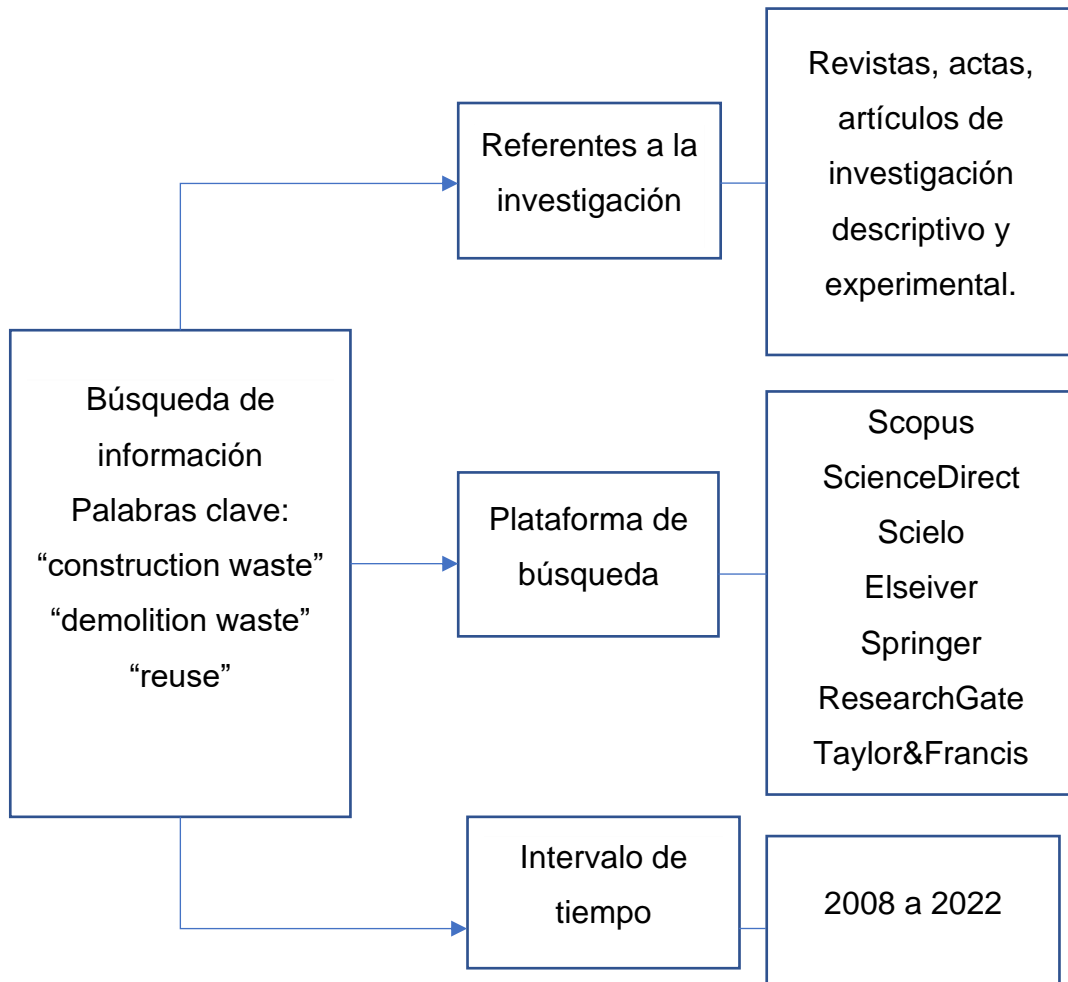 Búsqueda de
información
Palabras clave:
“construction waste”
“demolition waste”
“reuse”
Referentes a la
investigación
Revistas, actas,
artículos de
investigación
descriptivo y
experimental.
Plataforma de
búsqueda
Scopus
ScienceDirect
Scielo
Elseiver
Springer
ResearchGate
Taylor&Francis
Intervalo de
tiempo
2008 a 2022